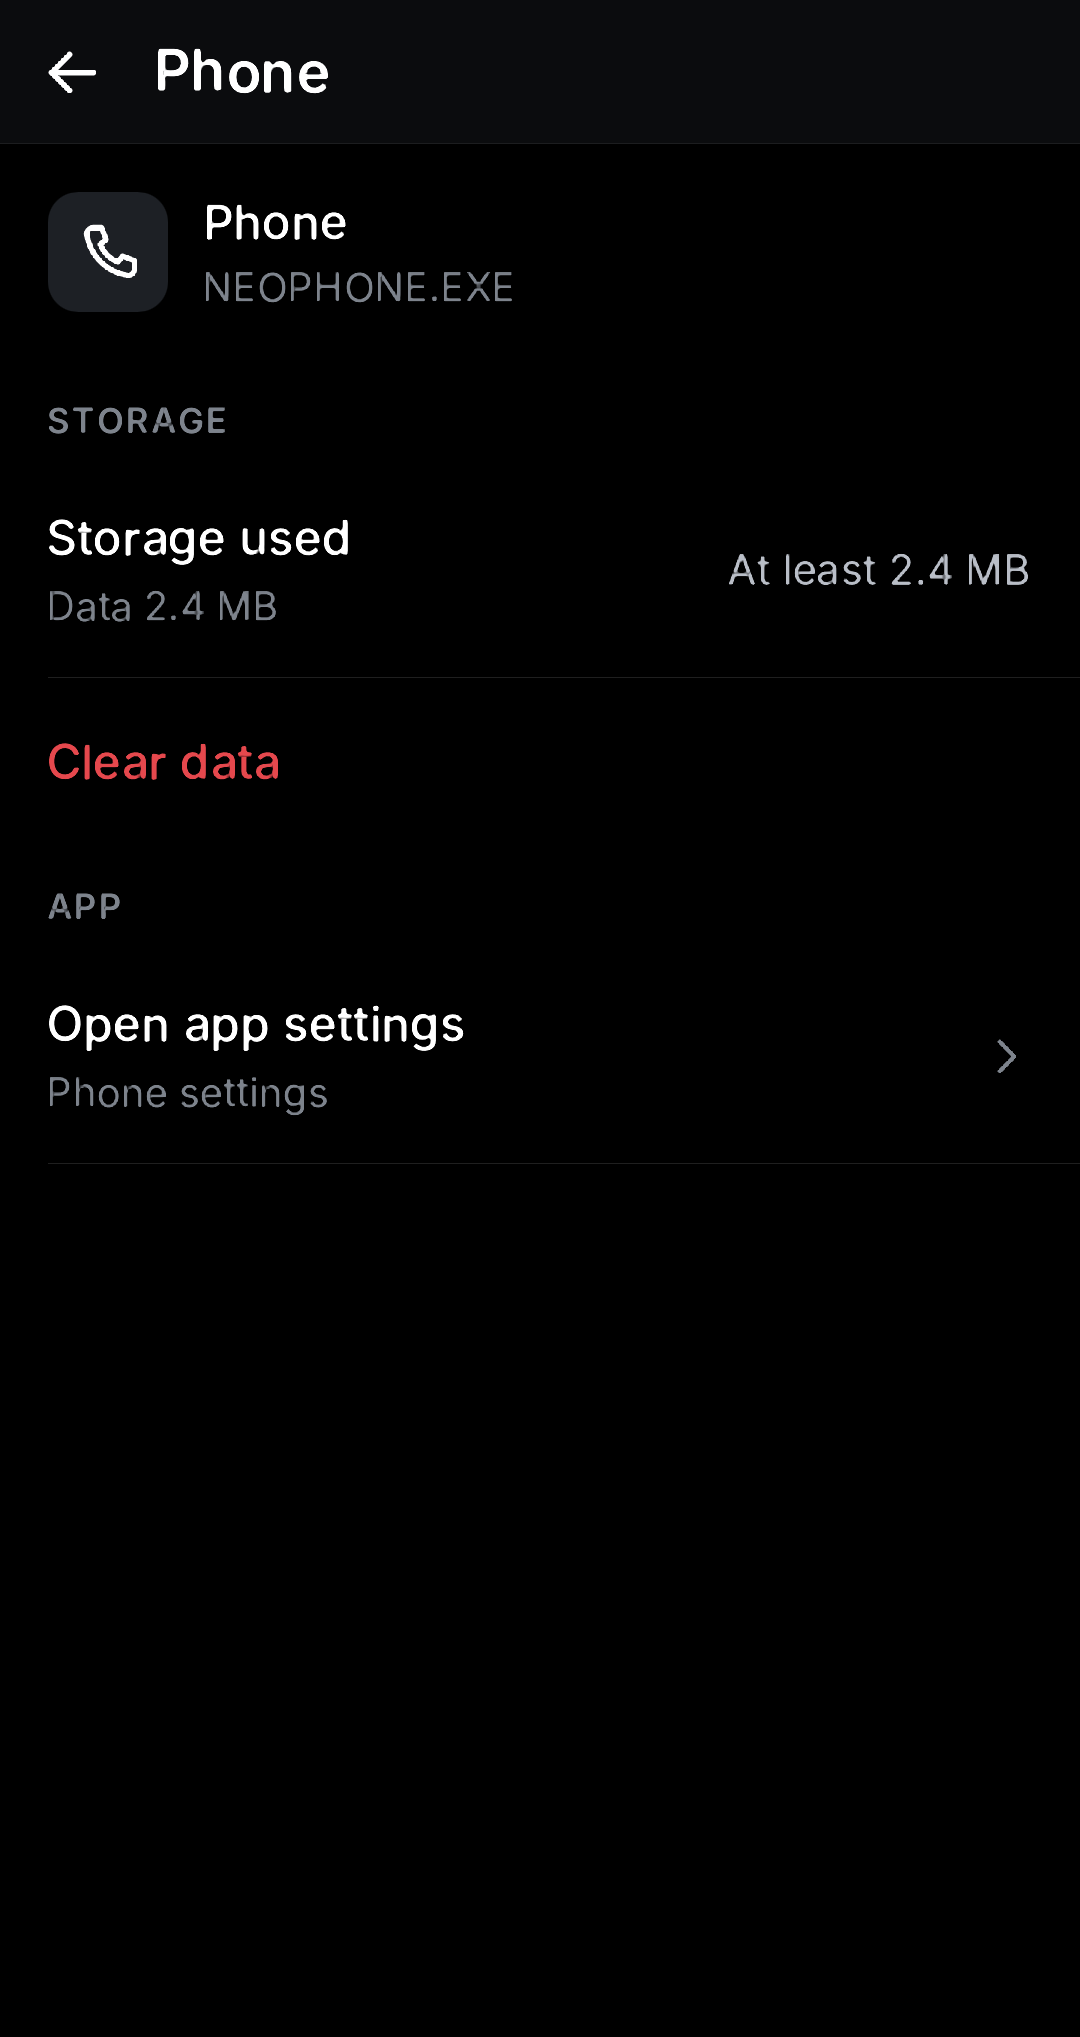 Phone
Phone
NEOPHONE.EXE
STORAGE
Storage used
Data 2.4 MB
At least 2.4 MB
Clear data
APP
Open app settings
Phone settings